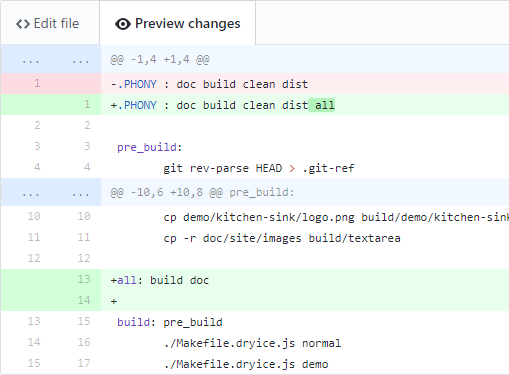 Edit file Preview changes
... ... @@ -1,4 +1,4 @@
1 -.PHONY : doc build clean dist
1 +.PHONY : doc build clean dist all
2 2
3 3 pre_build:
4 4 git rev-parse HEAD > .git-ref
... ... @@ -10,6 +10,8 @@ pre_build:
10 10 cp demo/kitchen-sink/logo.png build/demo/kitchen-sink
11 11 cp -r doc/site/images build/textarea
12 12
13 +all: build doc
14 +
13 15 build: pre_build
14 16 ./Makefile.dryice.js normal
15 17 ./Makefile.dryice.js demo